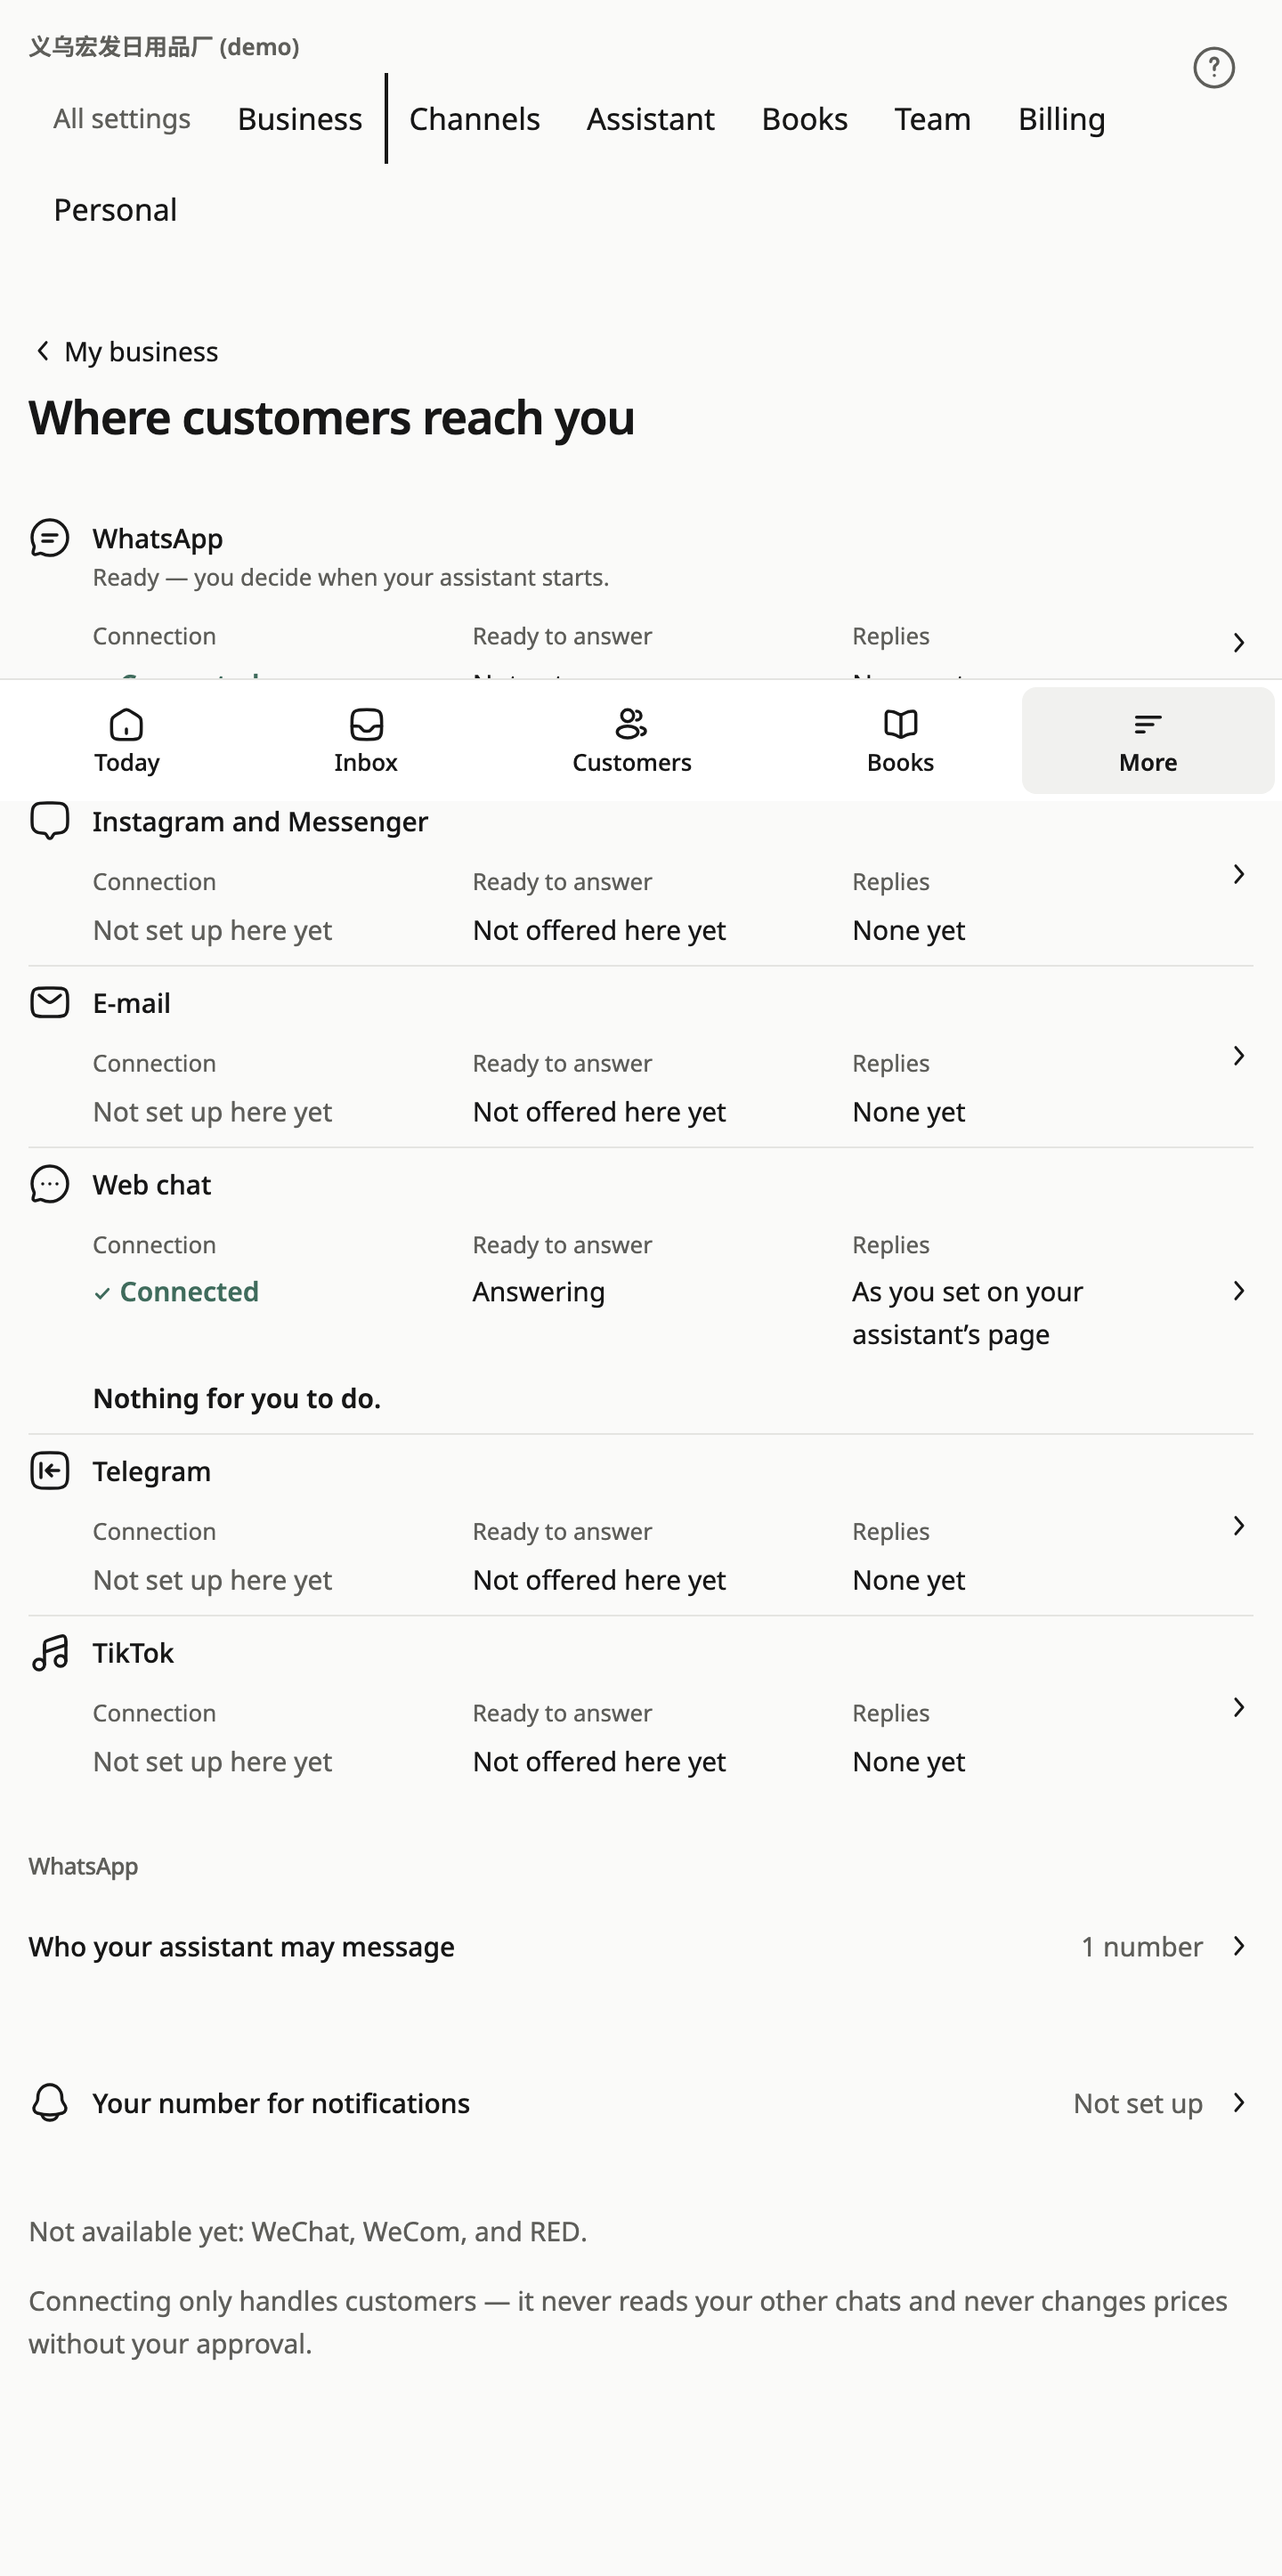 义乌宏发日用品厂 (demo)
All settings
Business
Channels
Assistant
Books
Team
Billing
Personal
My business
Where customers reach you
WhatsApp
Ready — you decide when your assistant starts.
Connection
Ready to answer
Replies
Today
Inbox
Customers
Books
More
Instagram and Messenger
Connection
Ready to answer
Replies
Not set up here yet
Not offered here yet
None yet
E-mail
Connection
Ready to answer
Replies
Not set up here yet
Not offered here yet
None yet
Web chat
Connection
Ready to answer
Replies
Connected
Answering
As you set on your
assistant’s page
Nothing for you to do.
Telegram
Connection
Ready to answer
Replies
Not set up here yet
Not offered here yet
None yet
TikTok
Connection
Ready to answer
Replies
Not set up here yet
Not offered here yet
None yet
WhatsApp
Who your assistant may message
1 number
Your number for notifications
Not set up
Not available yet: WeChat, WeCom, and RED.
Connecting only handles customers — it never reads your other chats and never changes prices
without your approval.